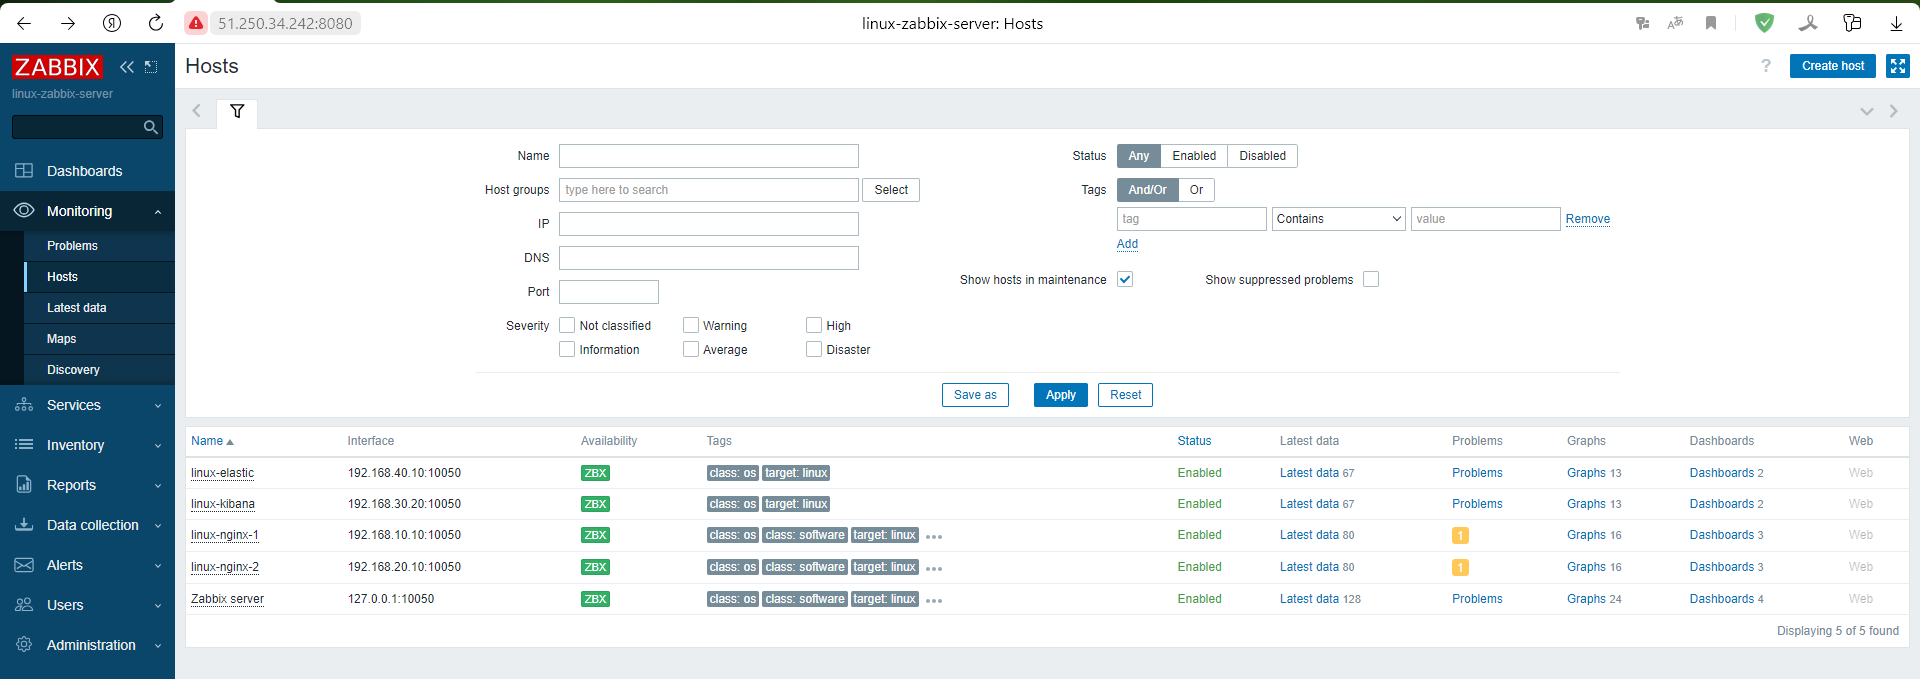 Я 51.250.34.242:8080 linux-zabbix-server: Hosts
ZABBIX
linux-zabbix-server
Dashboards
Monitoring
Problems
Hosts
Latest data
Maps
Discovery
Services
Inventory
Reports
Data collection
Alerts
Users
Administration
Hosts ? Create host
Name Status Any Enabled Disabled
Host groups type here to search Select Tags And/Or Or
IP tag Contains value Remove
Add
DNS
Show hosts in maintenance Show suppressed problems
Port
Severity Not classified Warning High
Information Average Disaster
Save as Apply Reset
Name Interface Availability Tags Status Latest data Problems Graphs Dashboards Web
linux-elastic 192.168.40.10:10050 ZBX class: os target: linux Enabled Latest data 67 Problems Graphs 13 Dashboards 2 Web
linux-kibana 192.168.30.20:10050 ZBX class: os target: linux Enabled Latest data 67 Problems Graphs 13 Dashboards 2 Web
linux-nginx-1 192.168.10.10:10050 ZBX class: os class: software target: linux ••• Enabled Latest data 80 1 Graphs 16 Dashboards 3 Web
linux-nginx-2 192.168.20.10:10050 ZBX class: os class: software target: linux ••• Enabled Latest data 80 1 Graphs 16 Dashboards 3 Web
Zabbix server 127.0.0.1:10050 ZBX class: os class: software target: linux ••• Enabled Latest data 128 Problems Graphs 24 Dashboards 4 Web
Displaying 5 of 5 found